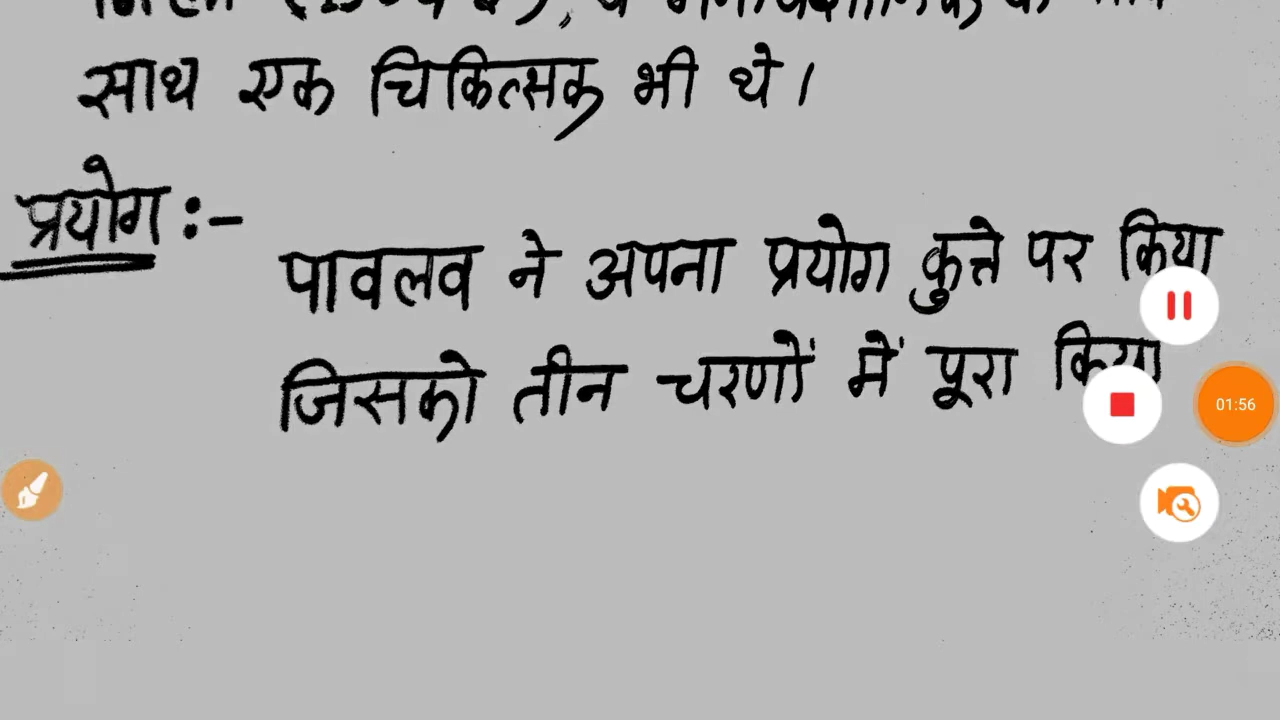 साथ एक चिकित्सक भी थे।
प्रयोग :-
पावलव ने अपना प्रयोग कुत्ते पर किया
जिसको तीन चरणों में पूरा किया
01:56